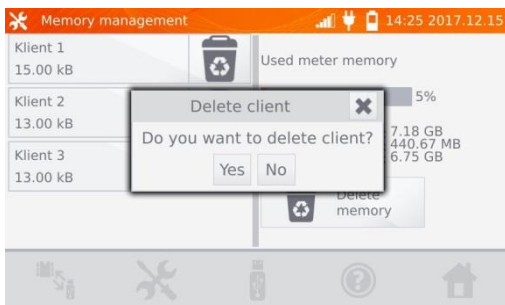 Memory management
14:25 2017.12.15
Klient 1
15.00 kB
Klient 2
13.00 kB
Klient 3
13.00 kB
Used meter memory
5%
7.18 GB
440.67 MB
6.75 GB
Delete
memory
Delete client
Do you want to delete client?
Yes No